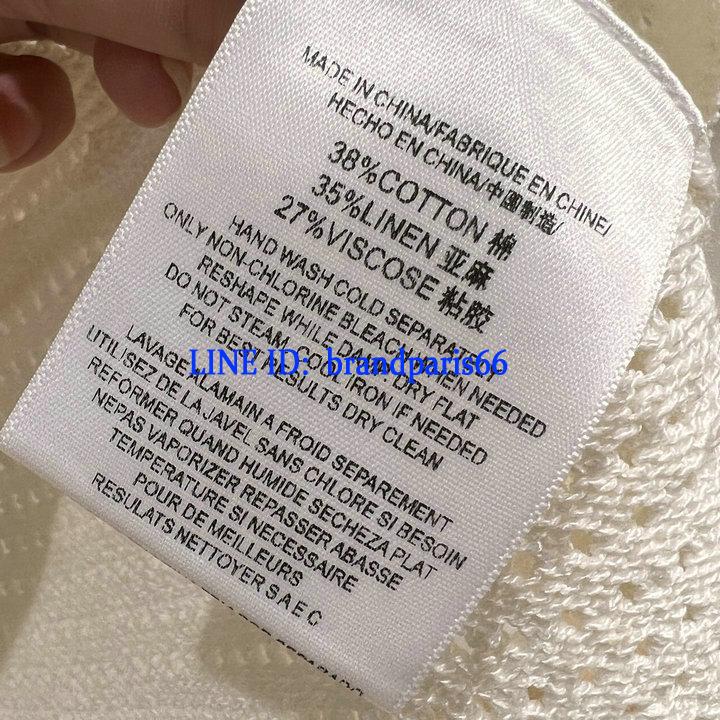 MADE IN CHINA/FABRIQUE EN CHINE/
HECHO EN CHINA/中国制造/
38%COTTON 棉
35%LINEN 亚麻
27%VISCOSE 粘胶
HAND WASH COLD SEPARATELY
ONLY NON-CHLORINE BLEACH WHEN NEEDED
RESHAPE WHILE DAMP. DRY FLAT
DO NOT STEAM, COOL IRON IF NEEDED
FOR BEST RESULTS DRY CLEAN
LINE ID: brandparis66
LAVAGE ALAMAIN A FROID SEPAREMENT
UTILISEZ DE LA JAVEL SANS CHLORE SI BESOIN
REFORMER QUAND HUMIDE SECHEZA PLAT
NEPAS VAPORIZER REPASSER ABASSE
TEMPERATURE SI NECESSAIRE
POUR DE MEILLEURS
RESULATS NETTOYER S A E C